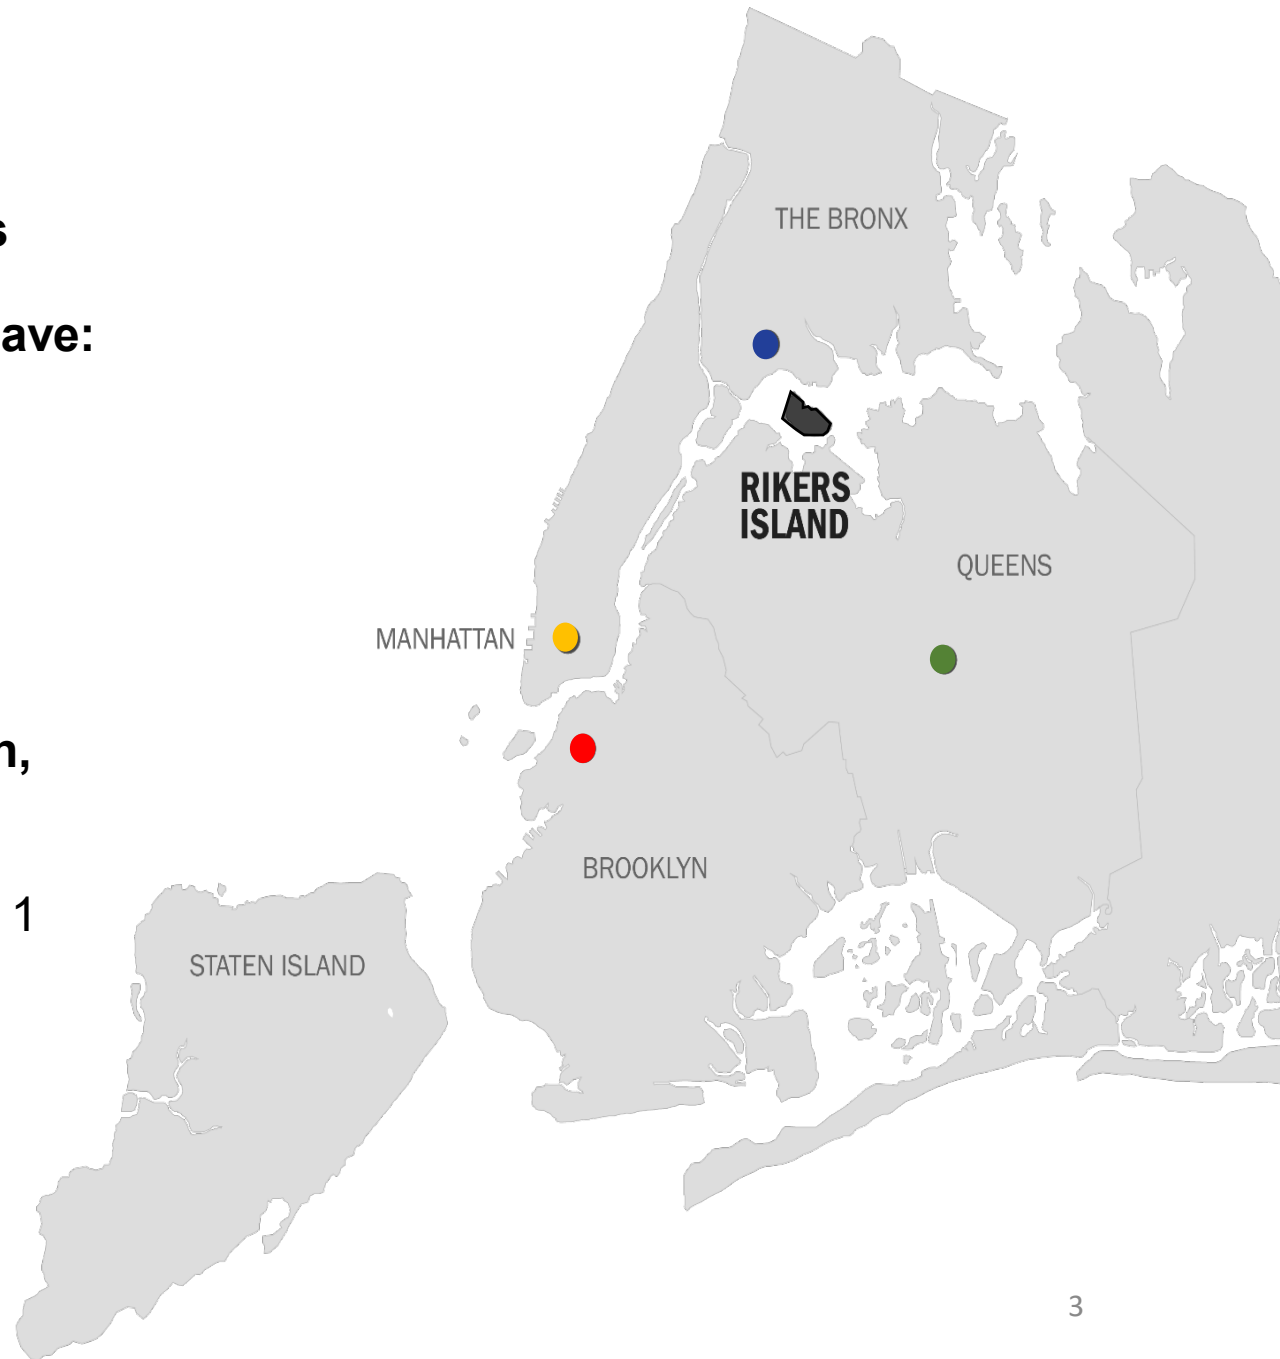 s
ave:
n,
1
THE BRONX
RIKERS
ISLAND
QUEENS
MANHATTAN
BROOKLYN
STATEN ISLAND
3